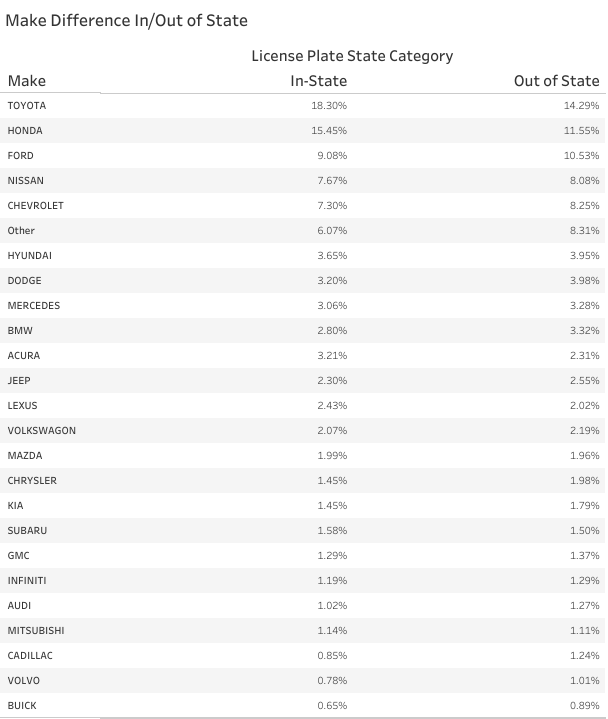 Make Difference In/Out of State
License Plate State Category
Make In-State Out of State
TOYOTA 18.30% 14.29%
HONDA 15.45% 11.55%
FORD 9.08% 10.53%
NISSAN 7.67% 8.08%
CHEVROLET 7.30% 8.25%
Other 6.07% 8.31%
HYUNDAI 3.65% 3.95%
DODGE 3.20% 3.98%
MERCEDES 3.06% 3.28%
BMW 2.80% 3.32%
ACURA 3.21% 2.31%
JEEP 2.30% 2.55%
LEXUS 2.43% 2.02%
VOLKSWAGON 2.07% 2.19%
MAZDA 1.99% 1.96%
CHRYSLER 1.45% 1.98%
KIA 1.45% 1.79%
SUBARU 1.58% 1.50%
GMC 1.29% 1.37%
INFINITI 1.19% 1.29%
AUDI 1.02% 1.27%
MITSUBISHI 1.14% 1.11%
CADILLAC 0.85% 1.24%
VOLVO 0.78% 1.01%
BUICK 0.65% 0.89%